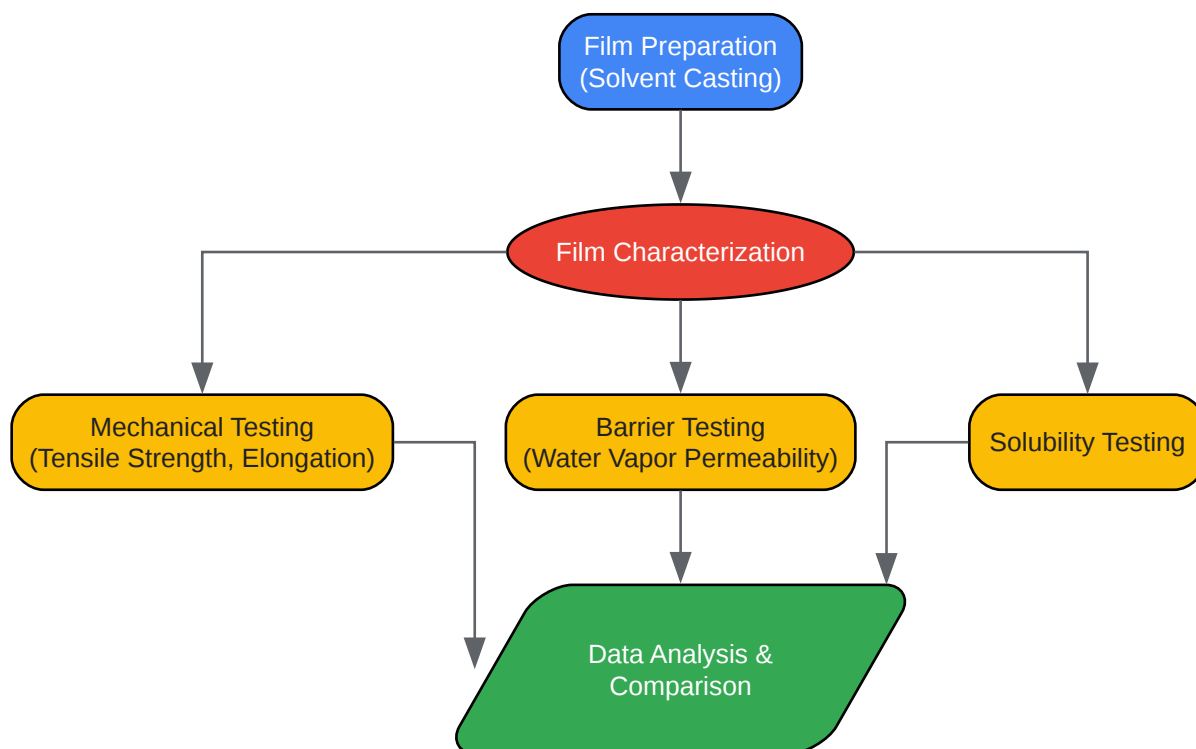 Film Preparation
(Solvent Casting)
Film Characterization
Mechanical Testing
(Tensile Strength, Elongation)
Barrier Testing
(Water Vapor Permeability)
Solubility Testing
Data Analysis &
Comparison